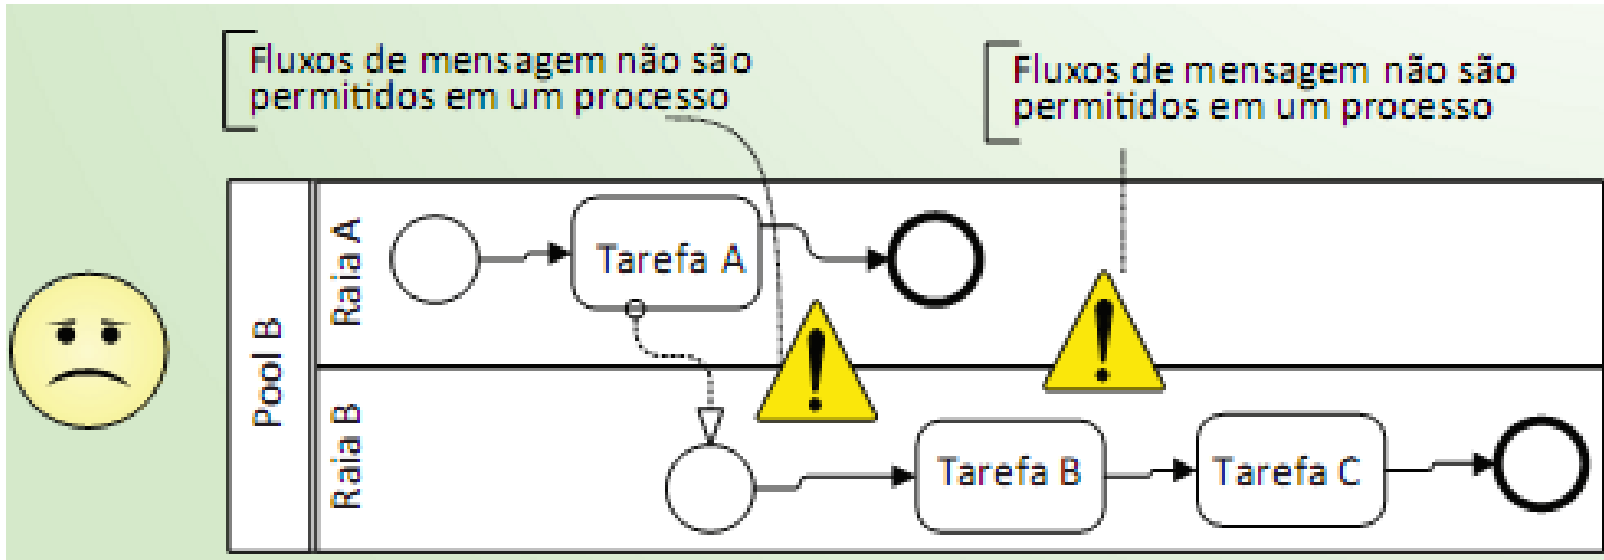 Fluxos de mensagem não são
permitidos em um processo
Fluxos de mensagem não são
permitidos em um processo
Pool B
Raia A
Tarefa A
Raia B
Tarefa B
Tarefa C